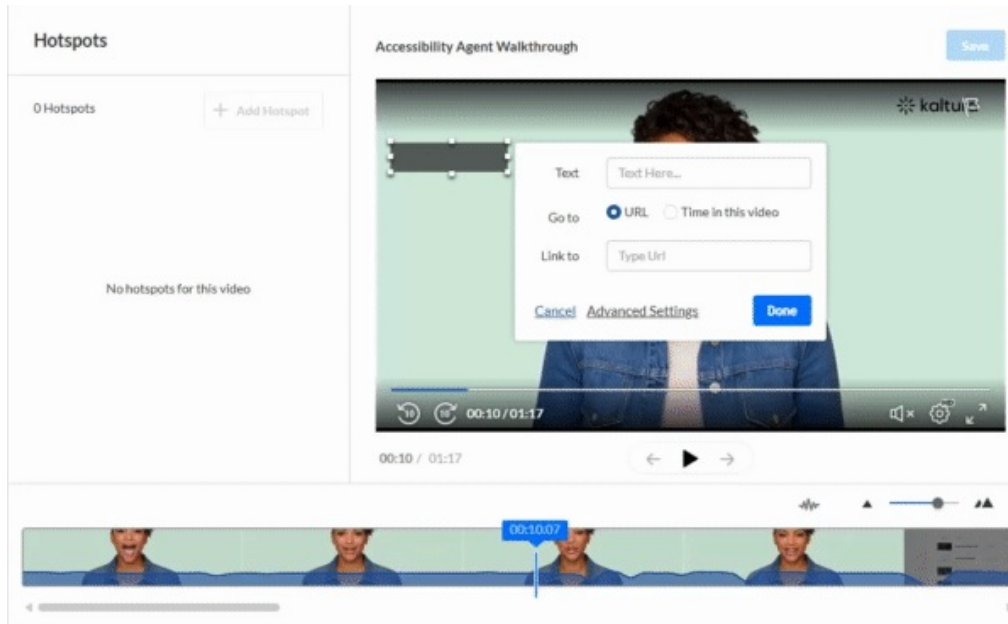 Hotspots
Accessibility Agent Walkthrough
Save
0 Hotspots
+ Add Hotspot
No hotspots for this video
kaltura
Text
Text Here...
Go to
URL
Time in this video
Link to
Type Url
Cancel
Advanced Settings
Done
10
10
00:10 / 01:17
00:10 / 01:17
00:10.07